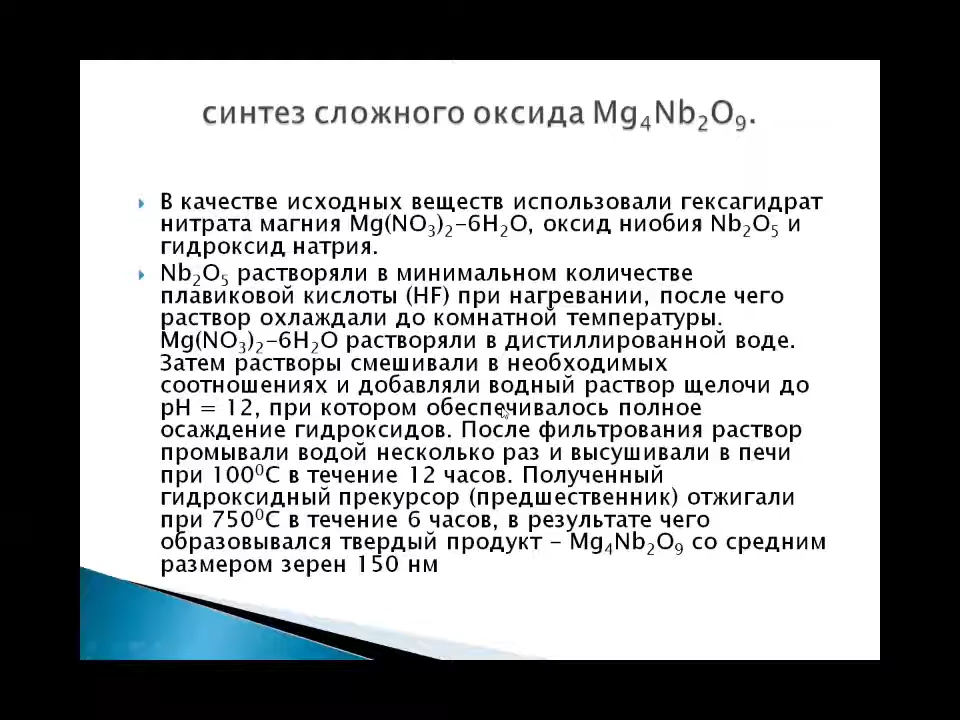 синтез сложного оксида Mg₄Nb₂O₉.
В качестве исходных веществ использовали гексагидрат
нитрата магния Mg(NO₃)₂-6H₂O, оксид ниобия Nb₂O₅ и
гидроксид натрия.
Nb₂O₅ растворяли в минимальном количестве
плавиковой кислоты (HF) при нагревании, после чего
раствор охлаждали до комнатной температуры.
Mg(NO₃)₂-6H₂O растворяли в дистиллированной воде.
Затем растворы смешивали в необходимых
соотношениях и добавляли водный раствор щелочи до
pH = 12, при котором обеспечивалось полное
осаждение гидроксидов. После фильтрования раствор
промывали водой несколько раз и высушивали в печи
при 100⁰С в течение 12 часов. Полученный
гидроксидный прекурсор (предшественник) отжигали
при 750⁰С в течение 6 часов, в результате чего
образовывался твердый продукт – Mg₄Nb₂O₉ со средним
размером зерен 150 нм